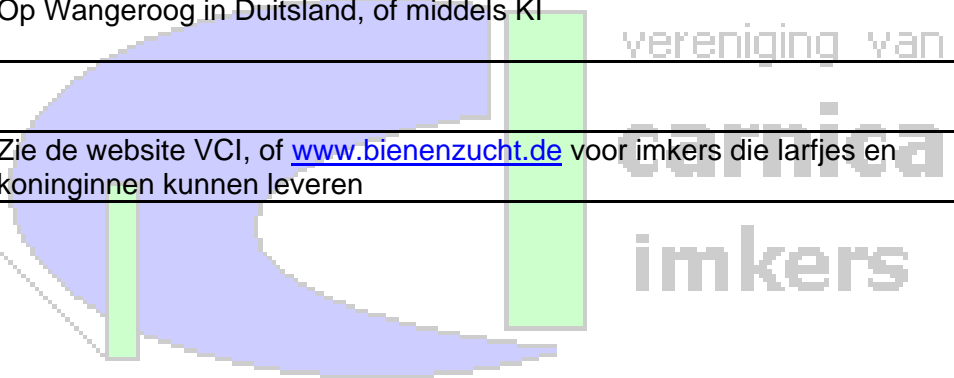 Op Wangeroog in Duitsland, of middels KI
vereniging van
Zie de website VCI, of www.bienenzucht.de voor imkers die larfjes en
carnica
koninginnen kunnen leveren
imkers